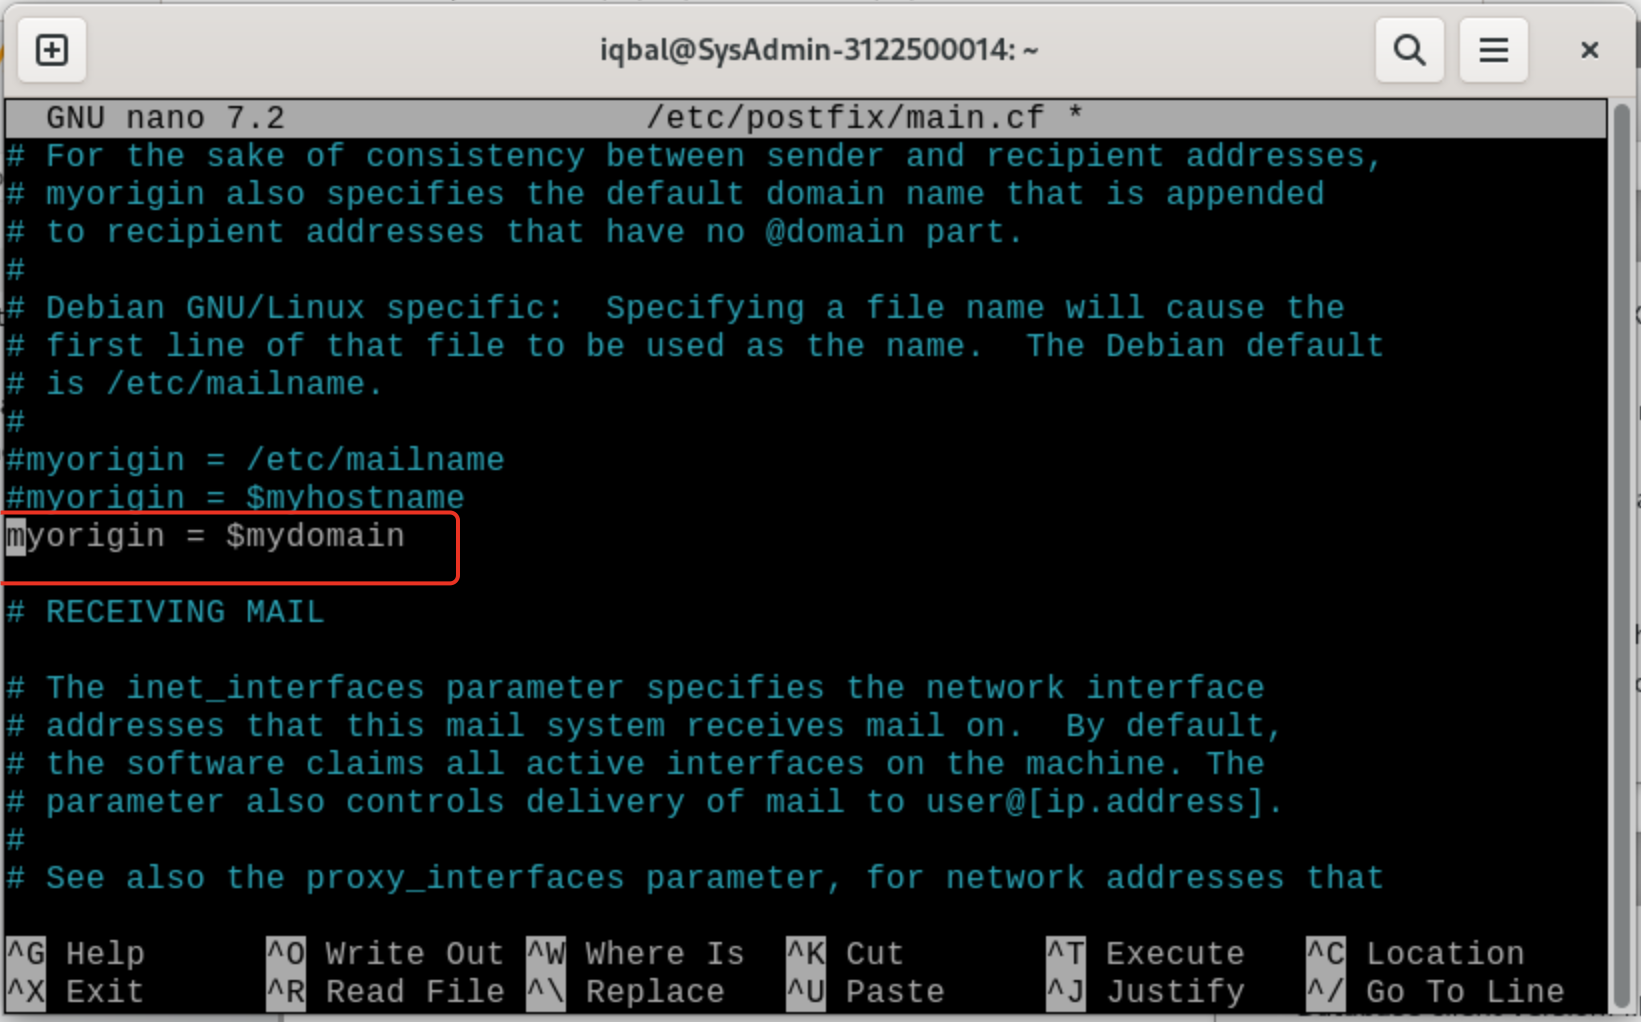 iqbal@SysAdmin-3122500014: ~
GNU nano 7.2 /etc/postfix/main.cf *
# For the sake of consistency between sender and recipient addresses,
# myorigin also specifies the default domain name that is appended
# to recipient addresses that have no @domain part.
#
# Debian GNU/Linux specific:  Specifying a file name will cause the
# first line of that file to be used as the name.  The Debian default
# is /etc/mailname.
#
#myorigin = /etc/mailname
#myorigin = $myhostname
myorigin = $mydomain
# RECEIVING MAIL
# The inet_interfaces parameter specifies the network interface
# addresses that this mail system receives mail on.  By default,
# the software claims all active interfaces on the machine. The
# parameter also controls delivery of mail to user@[ip.address].
#
# See also the proxy_interfaces parameter, for network addresses that
^G Help ^O Write Out ^W Where Is ^K Cut ^T Execute ^C Location
^X Exit ^R Read File ^\ Replace ^U Paste ^J Justify ^/ Go To Line